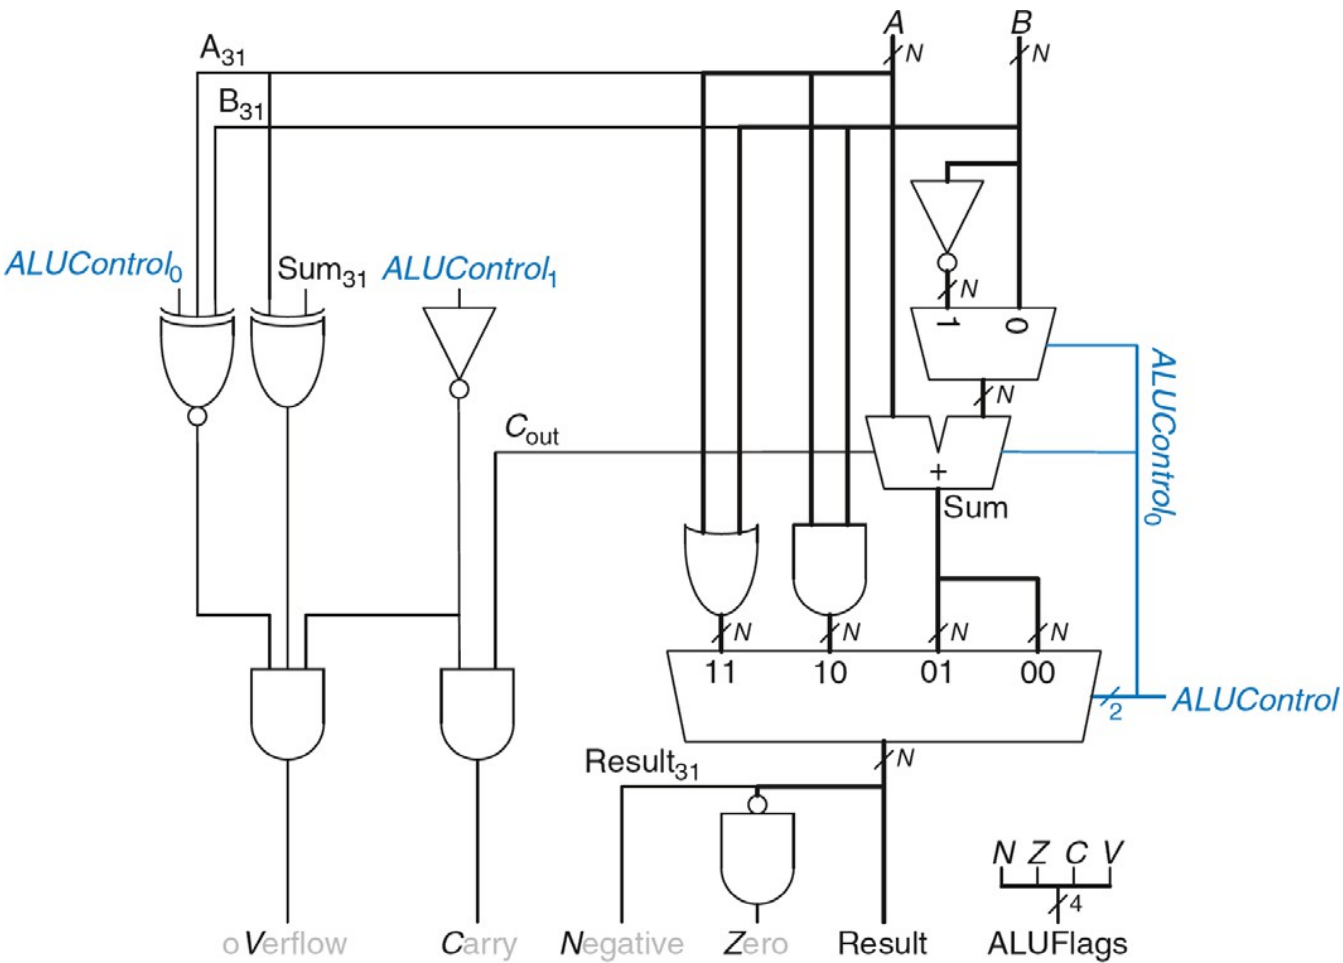 A B
A31 N N
B31
ALUControl0 Sum31 ALUControl1
N
1 0
ALUControl0
N
Cout
+
Sum
N N N N
11 10 01 00
2 ALUControl
Result31 N
N Z C V
4
oVerflow Carry Negative Zero Result ALUFlags